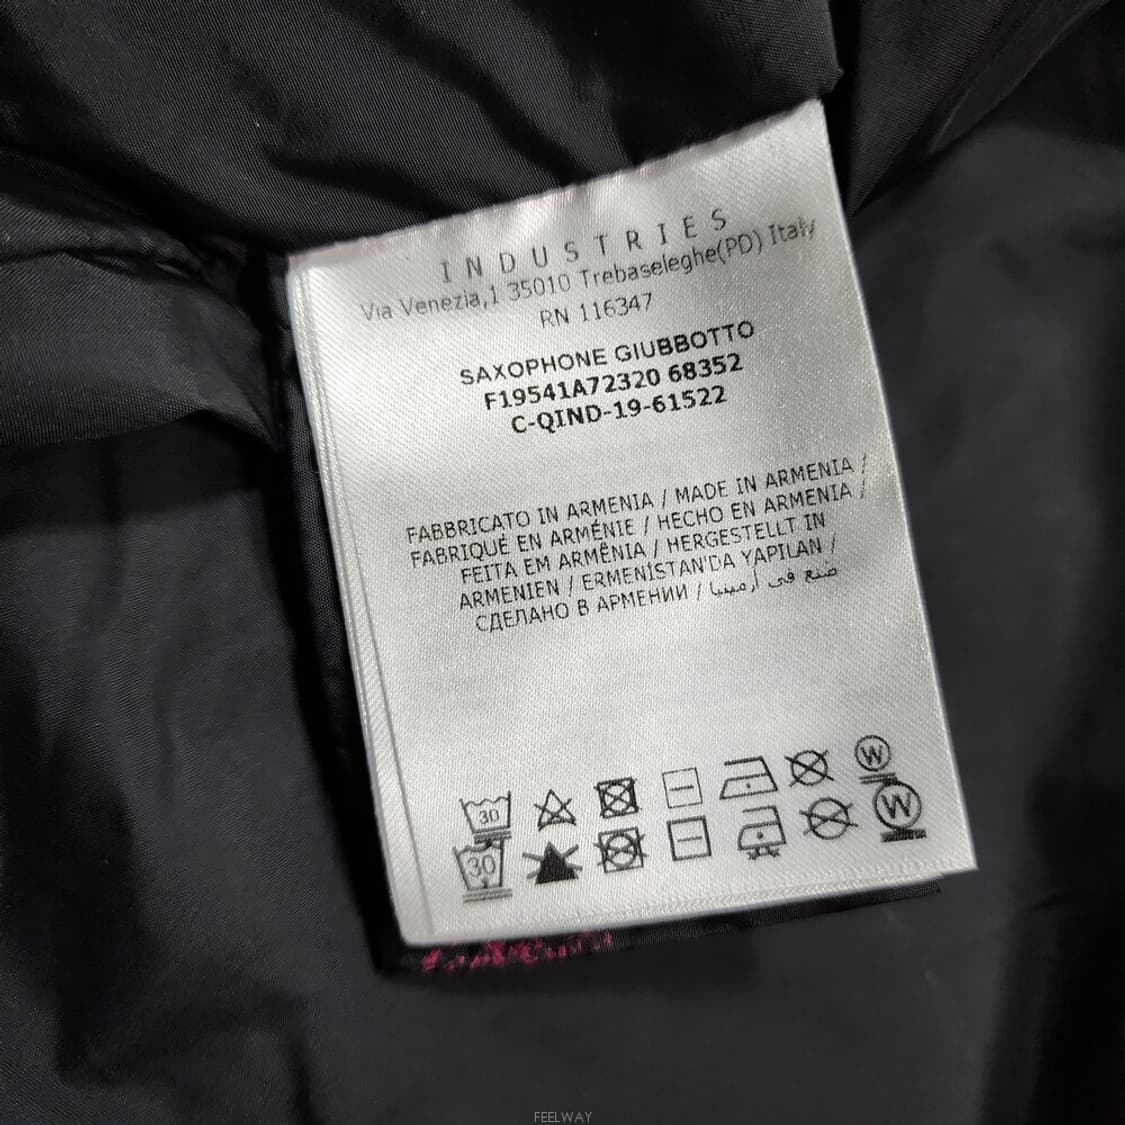 INDUSTRIES
Via Venezia,1 35010 Trebaseleghe(PD) Italy
RN 116347
SAXOPHONE GIUBBOTTO
F19541A72320 68352
C-QIND-19-61522
FABBRICATO IN ARMENIA / MADE IN ARMENIA /
FABRIQUÉ EN ARMÉNIE / HECHO EN ARMENIA /
FEITA EM ARMÊNIA / HERGESTELLT IN
ARMENIEN / ERMENİSTAN'DA YAPILAN /
СДЕЛАНО В АРМЕНИИ / صنع في أرمينيا
30 W
30 W
FEELWAY